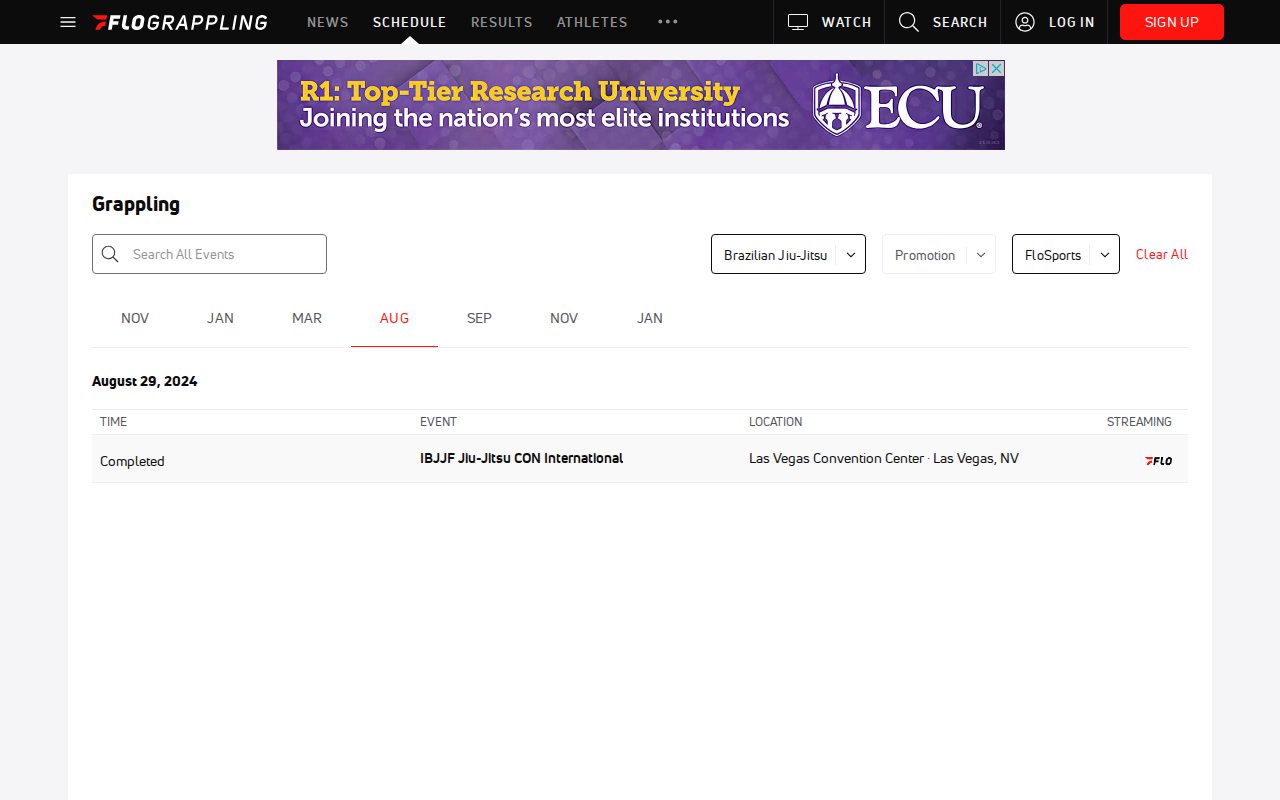 FLOGRAPPLING
NEWS
SCHEDULE
RESULTS
ATHLETES
WATCH
SEARCH
LOG IN
SIGN UP
R1: Top-Tier Research University
Joining the nation's most elite institutions
ECU
Grappling
Search All Events
Brazilian Jiu-Jitsu
Promotion
FloSports
Clear All
NOV
JAN
MAR
AUG
SEP
NOV
JAN
August 29, 2024
TIME
EVENT
LOCATION
STREAMING
Completed
IBJJF Jiu-Jitsu CON International
Las Vegas Convention Center · Las Vegas, NV
FLO